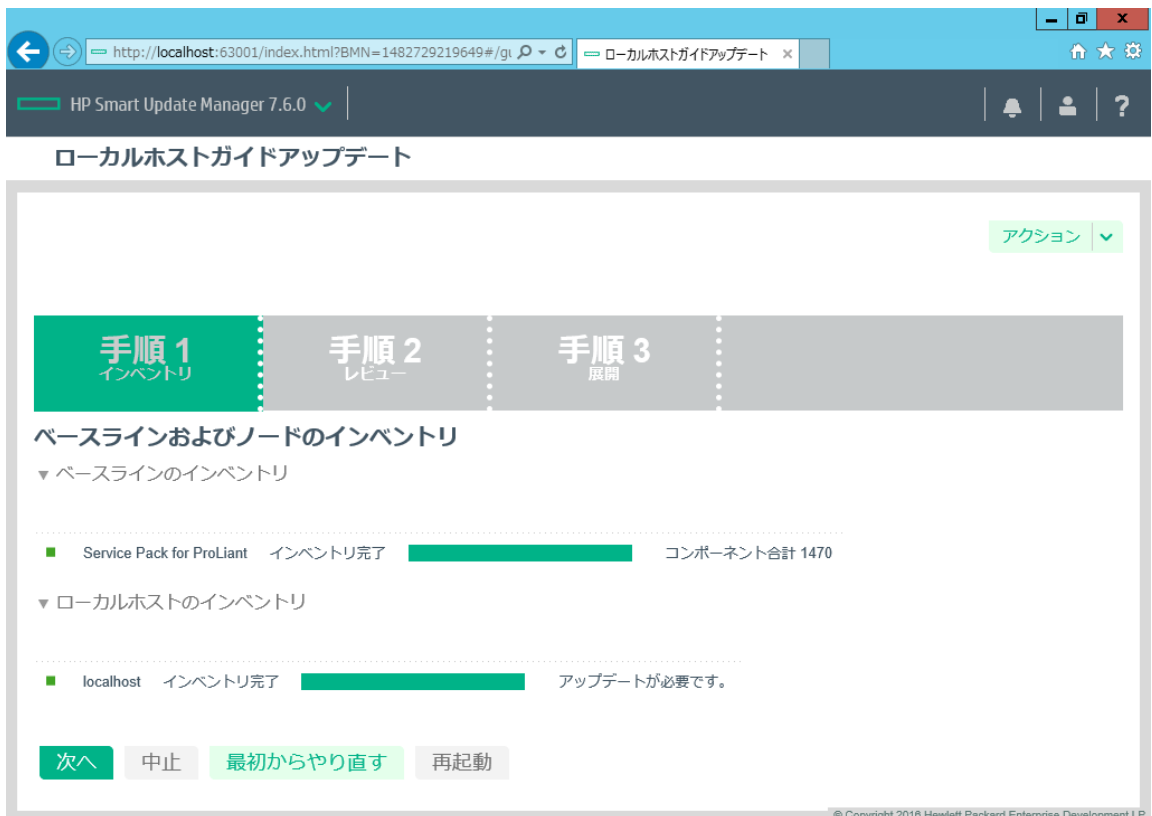 http://localhost:63001/index.html?BMN=1482729219649#/gu
ローカルホストガイドアップデート ×
HP Smart Update Manager 7.6.0
?
ローカルホストガイドアップデート
アクション
手順 1 手順 2 手順 3
インベントリ レビュー 展開
ベースラインおよびノードのインベントリ
▼ ベースラインのインベントリ
Service Pack for ProLiant インベントリ完了 コンポーネント合計 1470
▼ ローカルホストのインベントリ
localhost インベントリ完了 アップデートが必要です。
次へ 中止 最初からやり直す 再起動
© Copyright 2016 Hewlett Packard Enterprise Development LP